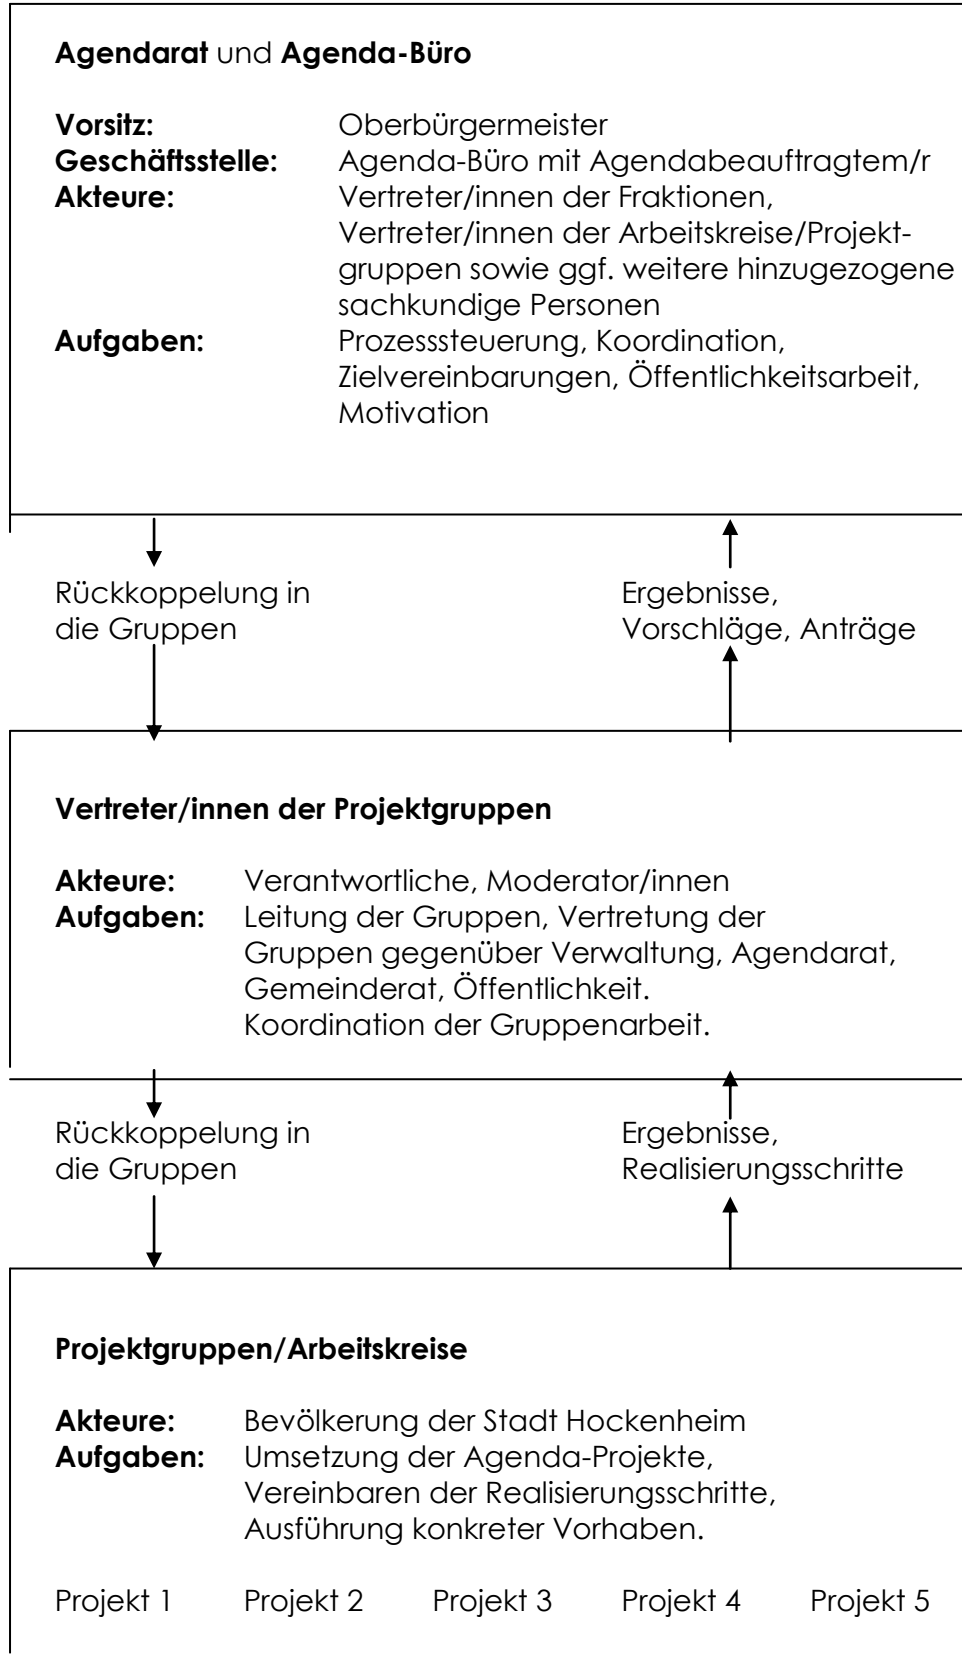 Agendarat und Agenda-Büro
Vorsitz: Oberbürgermeister
Geschäftsstelle: Agenda-Büro mit Agendabeauftragtem/r
Akteure: Vertreter/innen der Fraktionen,
Vertreter/innen der Arbeitskreise/Projekt-
gruppen sowie ggf. weitere hinzugezogene
sachkundige Personen
Aufgaben: Prozesssteuerung, Koordination,
Zielvereinbarungen, Öffentlichkeitsarbeit,
Motivation
Rückkoppelung in
die Gruppen
Ergebnisse,
Vorschläge, Anträge
Vertreter/innen der Projektgruppen
Akteure: Verantwortliche, Moderator/innen
Aufgaben: Leitung der Gruppen, Vertretung der
Gruppen gegenüber Verwaltung, Agendarat,
Gemeinderat, Öffentlichkeit.
Koordination der Gruppenarbeit.
Rückkoppelung in
die Gruppen
Ergebnisse,
Realisierungsschritte
Projektgruppen/Arbeitskreise
Akteure: Bevölkerung der Stadt Hockenheim
Aufgaben: Umsetzung der Agenda-Projekte,
Vereinbaren der Realisierungsschritte,
Ausführung konkreter Vorhaben.
Projekt 1 Projekt 2 Projekt 3 Projekt 4 Projekt 5